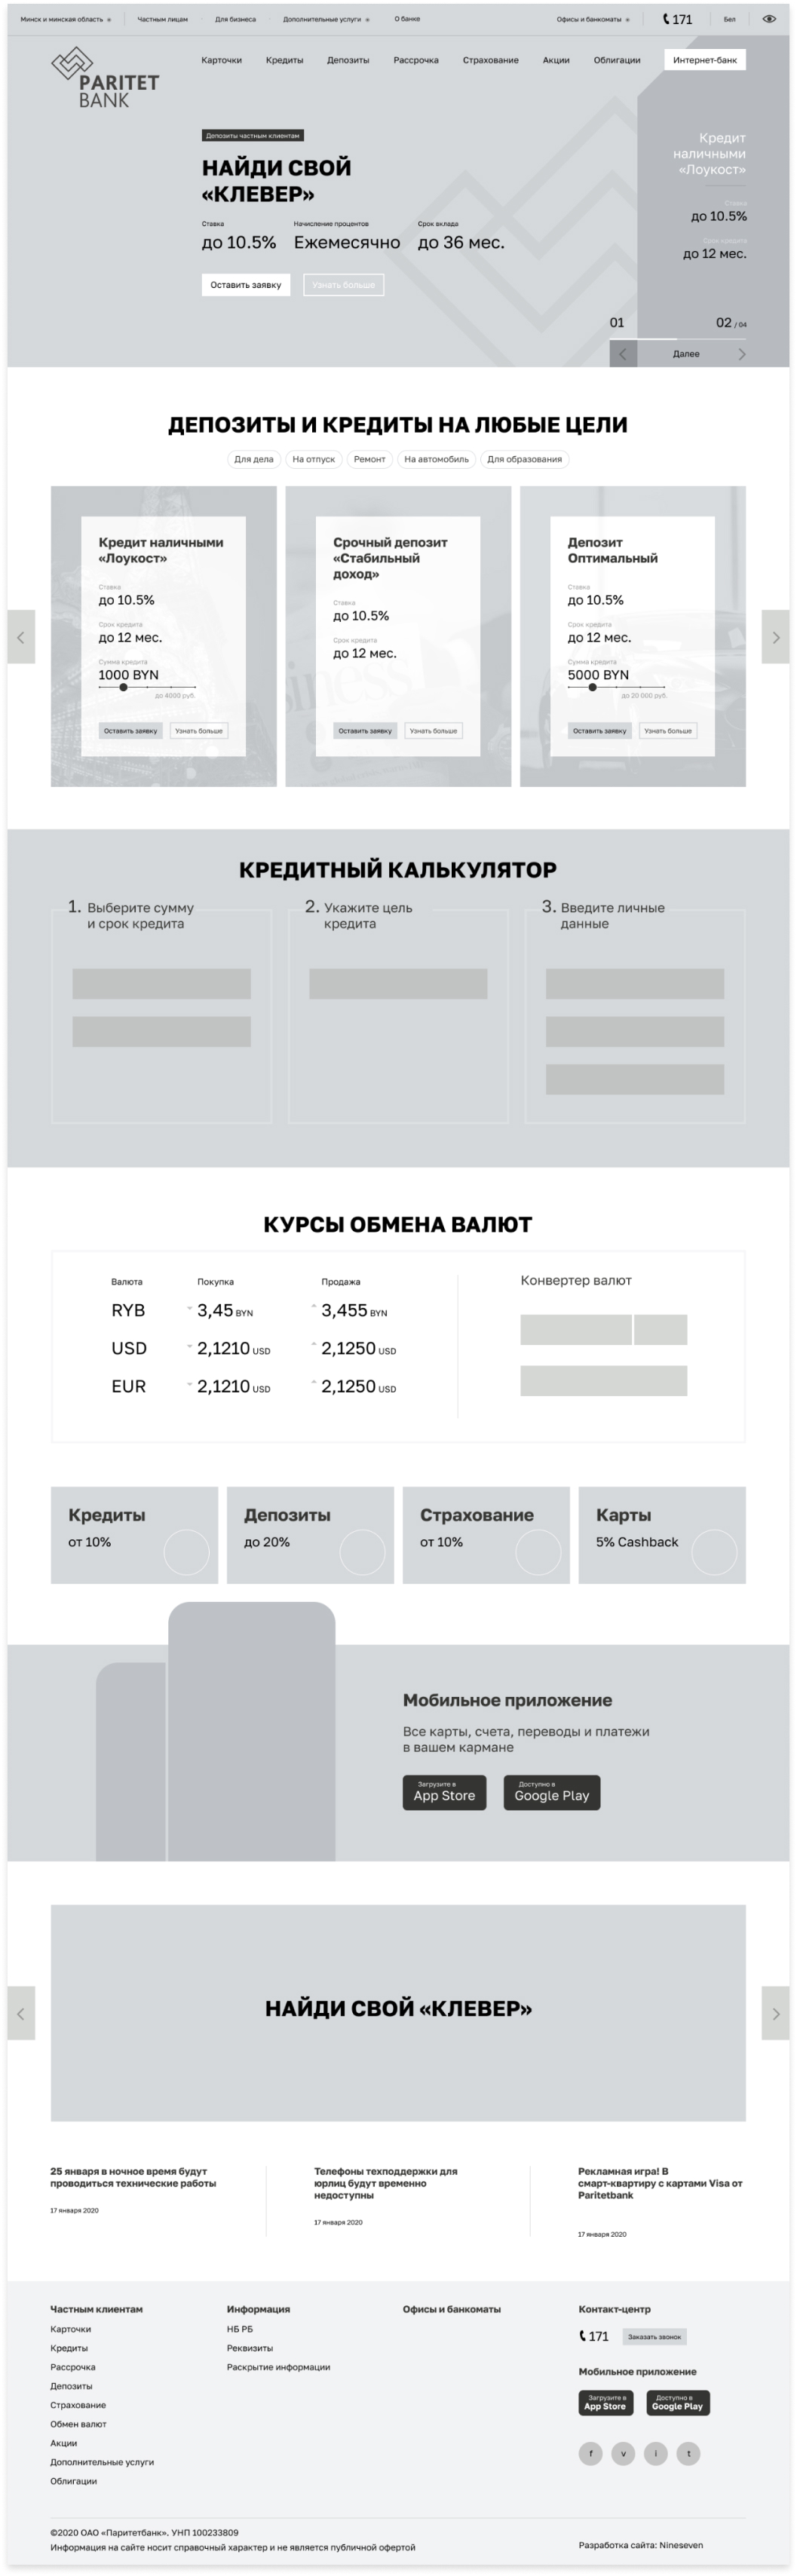 Минск и минская область
Частным лицам
Для бизнеса
Дополнительные услуги
О банке
Офисы и банкоматы
171
Бел
PARITET
BANK
Карточки
Кредиты
Депозиты
Рассрочка
Страхование
Акции
Облигации
Интернет-банк
Депозиты частным клиентам
НАЙДИ СВОЙ
«КЛЕВЕР»
Ставка
до 10.5%
Начисление процентов
Ежемесячно
Срок вклада
до 36 мес.
Оставить заявку
Узнать больше
Кредит
наличными
«Лоукост»
Ставка
до 10.5%
Срок кредита
до 12 мес.
01
02 / 04
Далее
ДЕПОЗИТЫ И КРЕДИТЫ НА ЛЮБЫЕ ЦЕЛИ
Для дела
На отпуск
Ремонт
На автомобиль
Для образования
Кредит наличными
«Лоукост»
Ставка
до 10.5%
Срок кредита
до 12 мес.
Сумма кредита
1000 BYN
до 4000 руб.
Оставить заявку
Узнать больше
Срочный депозит
«Стабильный
доход»
Ставка
до 10.5%
Срок кредита
до 12 мес.
Оставить заявку
Узнать больше
Депозит
Оптимальный
Ставка
до 10.5%
Срок кредита
до 12 мес.
Сумма кредита
5000 BYN
до 20 000 руб.
Оставить заявку
Узнать больше
КРЕДИТНЫЙ КАЛЬКУЛЯТОР
1. Выберите сумму
и срок кредита
2. Укажите цель
кредита
3. Введите личные
данные
КУРСЫ ОБМЕНА ВАЛЮТ
Валюта
Покупка
Продажа
RYB
3,45 BYN
3,455 BYN
USD
2,1210 USD
2,1250 USD
EUR
2,1210 USD
2,1250 USD
Конвертер валют
Кредиты
от 10%
Депозиты
до 20%
Страхование
от 10%
Карты
5% Cashback
Мобильное приложение
Все карты, счета, переводы и платежи
в вашем кармане
Загрузите в
App Store
Доступно в
Google Play
НАЙДИ СВОЙ «КЛЕВЕР»
25 января в ночное время будут
проводиться технические работы
17 января 2020
Телефоны техподдержки для
юрлиц будут временно
недоступны
17 января 2020
Рекламная игра! В
смарт-квартиру с картами Visa от
Paritetbank
17 января 2020
Частным клиентам
Карточки
Кредиты
Рассрочка
Депозиты
Страхование
Обмен валют
Акции
Дополнительные услуги
Облигации
Информация
НБ РБ
Реквизиты
Раскрытие информации
Офисы и банкоматы
Контакт-центр
171
Заказать звонок
Мобильное приложение
Загрузите в
App Store
Доступно в
Google Play
f
v
i
t
©2020 ОАО «Паритетбанк». УНП 100233809
Информация на сайте носит справочный характер и не является публичной офертой
Разработка сайта: Nineseven